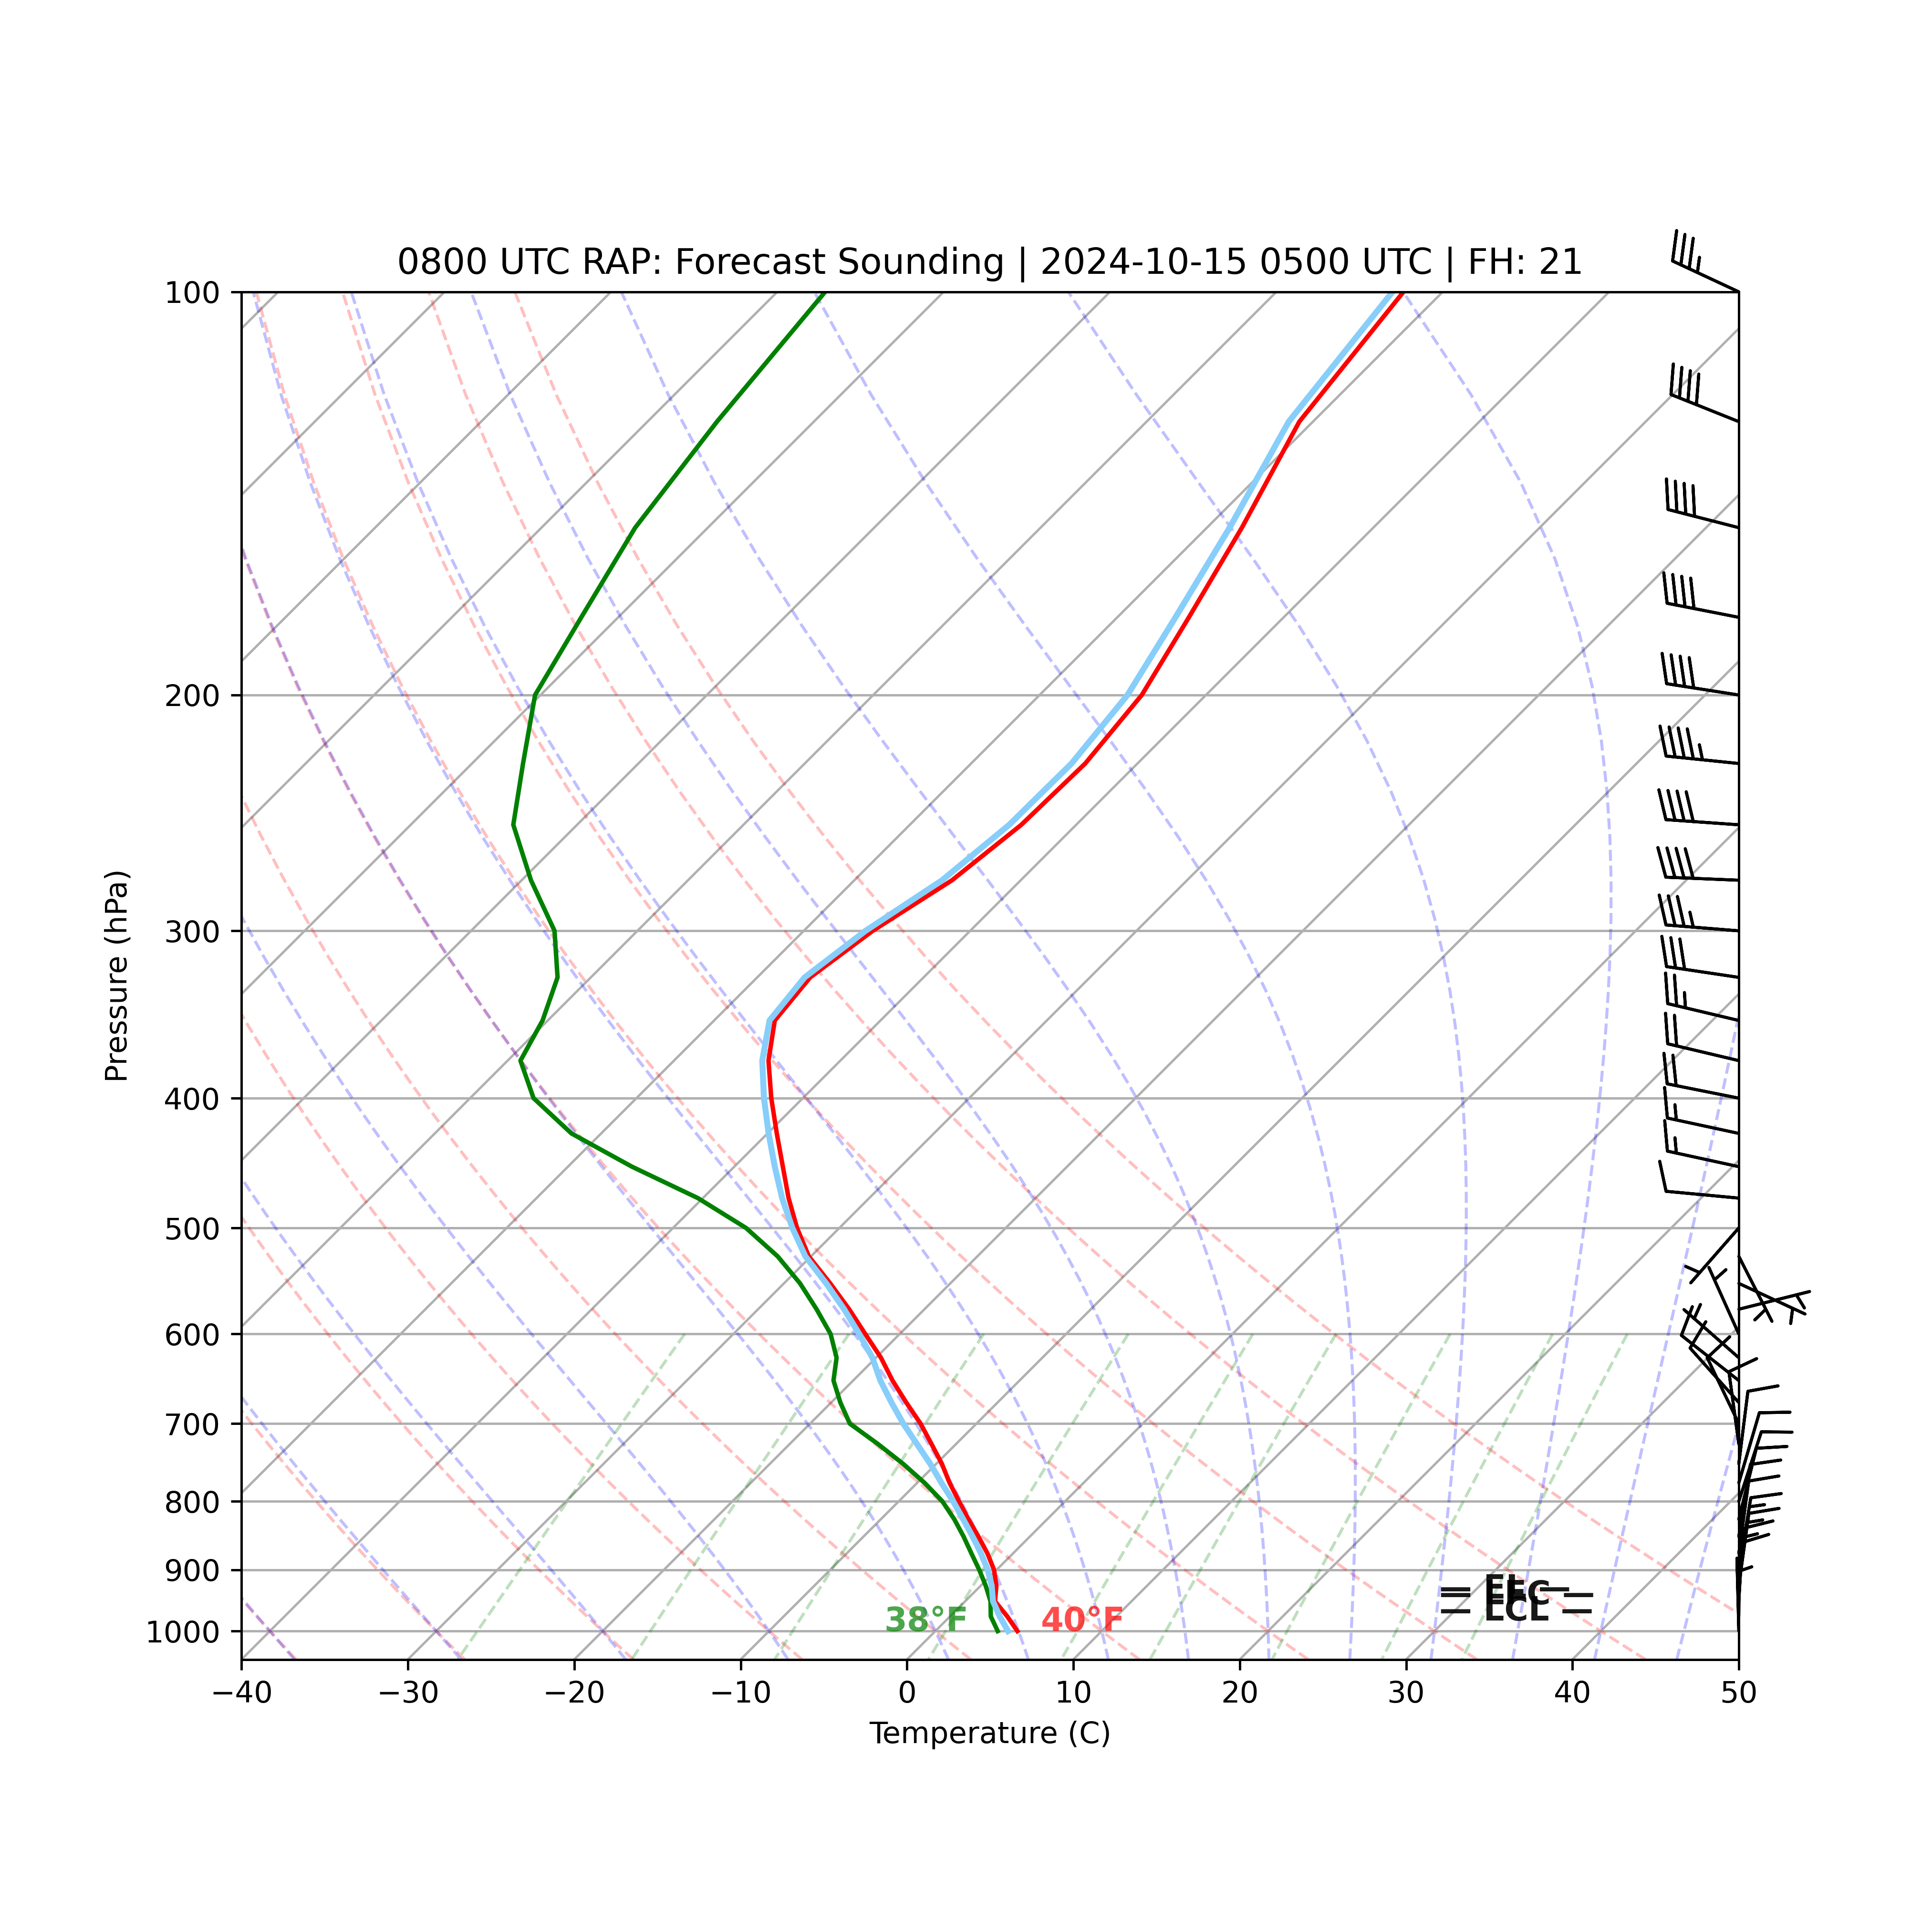 0800 UTC RAP: Forecast Sounding | 2024-10-15 0500 UTC | FH: 21
100
200
300
400
500
600
700
800
900
1000
Pressure (hPa)
38°F
40°F
— EL —
— LFC —
— LCL —
−40 −30 −20 −10 0 10 20 30 40 50
Temperature (C)